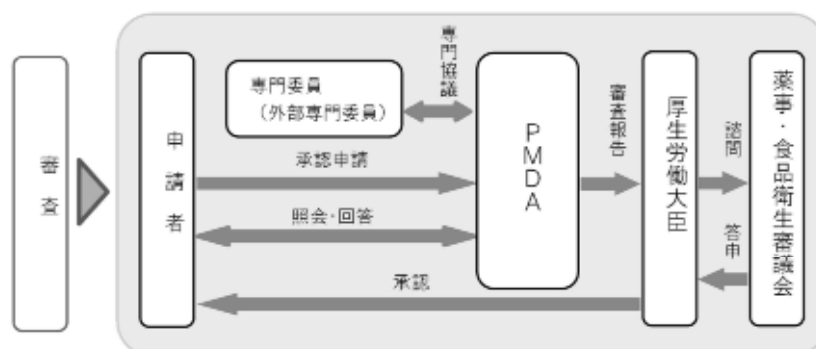 審査
申請者
専門委員
（外部専門委員）
専門協議
承認申請
照会・回答
承認
PMDA
審査報告
厚生労働大臣
諮問
答申
薬事・食品衛生審議会